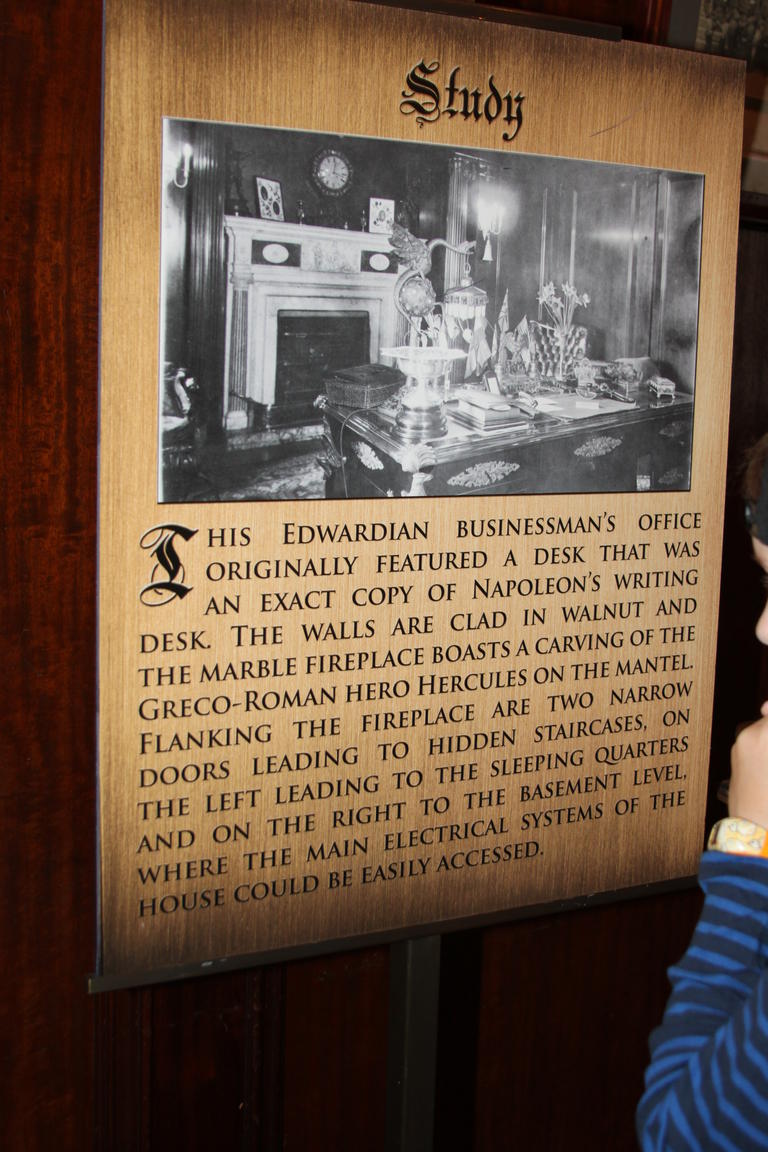 Study
THIS EDWARDIAN BUSINESSMAN'S OFFICE
ORIGINALLY FEATURED A DESK THAT WAS
AN EXACT COPY OF NAPOLEON'S WRITING
DESK. THE WALLS ARE CLAD IN WALNUT AND
THE MARBLE FIREPLACE BOASTS A CARVING OF THE
GRECO-ROMAN HERO HERCULES ON THE MANTEL.
FLANKING THE FIREPLACE ARE TWO NARROW
DOORS LEADING TO HIDDEN STAIRCASES, ON
THE LEFT LEADING TO THE SLEEPING QUARTERS
AND ON THE RIGHT TO THE BASEMENT LEVEL,
WHERE THE MAIN ELECTRICAL SYSTEMS OF THE
HOUSE COULD BE EASILY ACCESSED.